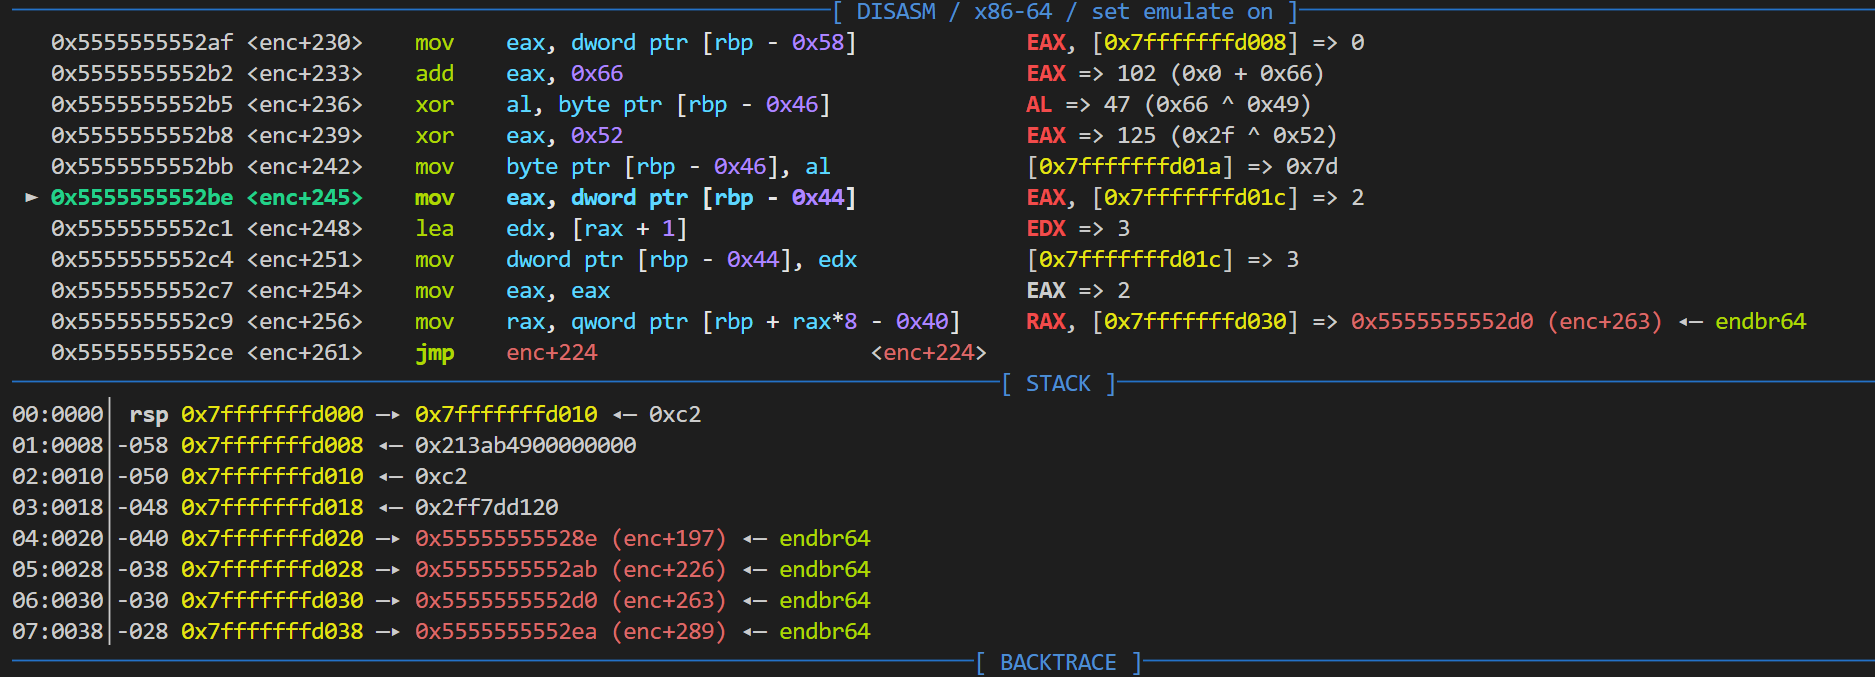 [ DISASM / x86-64 / set emulate on ]
0x5555555552af <enc+230> mov eax, dword ptr [rbp - 0x58] EAX, [0x7fffffffd008] => 0
0x5555555552b2 <enc+233> add eax, 0x66 EAX => 102 (0x0 + 0x66)
0x5555555552b5 <enc+236> xor al, byte ptr [rbp - 0x46] AL => 47 (0x66 ^ 0x49)
0x5555555552b8 <enc+239> xor eax, 0x52 EAX => 125 (0x2f ^ 0x52)
0x5555555552bb <enc+242> mov byte ptr [rbp - 0x46], al [0x7fffffffd01a] => 0x7d
► 0x5555555552be <enc+245> mov eax, dword ptr [rbp - 0x44] EAX, [0x7fffffffd01c] => 2
0x5555555552c1 <enc+248> lea edx, [rax + 1] EDX => 3
0x5555555552c4 <enc+251> mov dword ptr [rbp - 0x44], edx [0x7fffffffd01c] => 3
0x5555555552c7 <enc+254> mov eax, eax EAX => 2
0x5555555552c9 <enc+256> mov rax, qword ptr [rbp + rax*8 - 0x40] RAX, [0x7fffffffd030] => 0x5555555552d0 (enc+263) ◂— endbr64
0x5555555552ce <enc+261> jmp enc+224 <enc+224>
[ STACK ]
00:0000│ rsp 0x7fffffffd000 —▸ 0x7fffffffd010 ◂— 0xc2
01:0008│-058 0x7fffffffd008 ◂— 0x213ab4900000000
02:0010│-050 0x7fffffffd010 ◂— 0xc2
03:0018│-048 0x7fffffffd018 ◂— 0x2ff7dd120
04:0020│-040 0x7fffffffd020 —▸ 0x55555555528e (enc+197) ◂— endbr64
05:0028│-038 0x7fffffffd028 —▸ 0x5555555552ab (enc+226) ◂— endbr64
06:0030│-030 0x7fffffffd030 —▸ 0x5555555552d0 (enc+263) ◂— endbr64
07:0038│-028 0x7fffffffd038 —▸ 0x5555555552ea (enc+289) ◂— endbr64
[ BACKTRACE ]